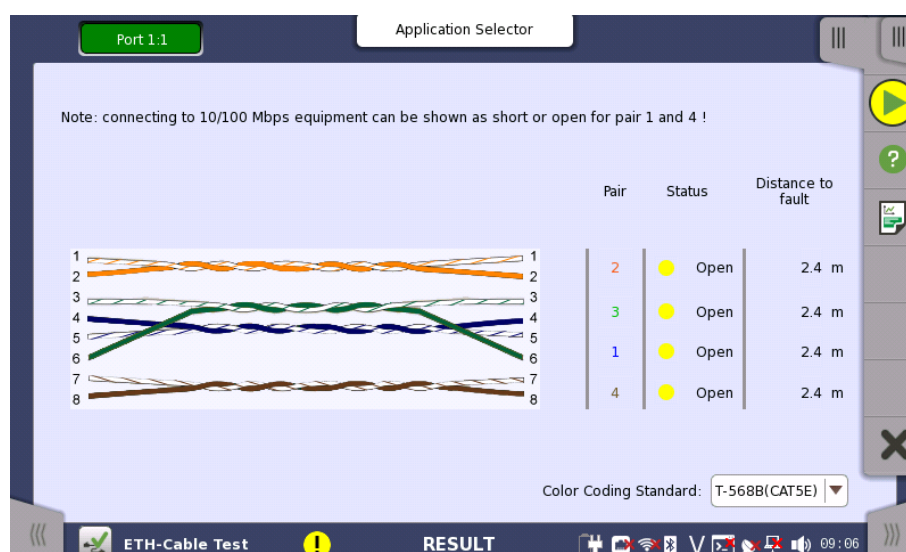 Port 1:1
Application Selector
Note: connecting to 10/100 Mbps equipment can be shown as short or open for pair 1 and 4 !
Pair Status Distance to fault
1 1
2 2
2 Open 2.4 m
3 3
3 Open 2.4 m
4 4
5 5
1 Open 2.4 m
6 6
7 7
8 8
4 Open 2.4 m
Color Coding Standard: T-568B(CAT5E)
ETH-Cable Test ! RESULT V 09:06